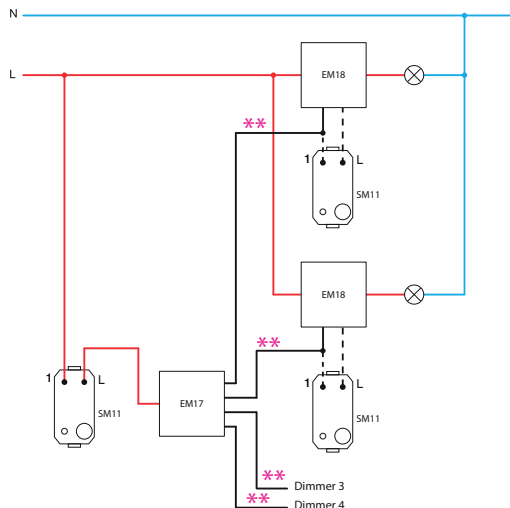 N
L
EM18
**
1 L
SM11
EM18
**
1 L
SM11
1 L
SM11
EM17
**
Dimmer 3
**
Dimmer 4